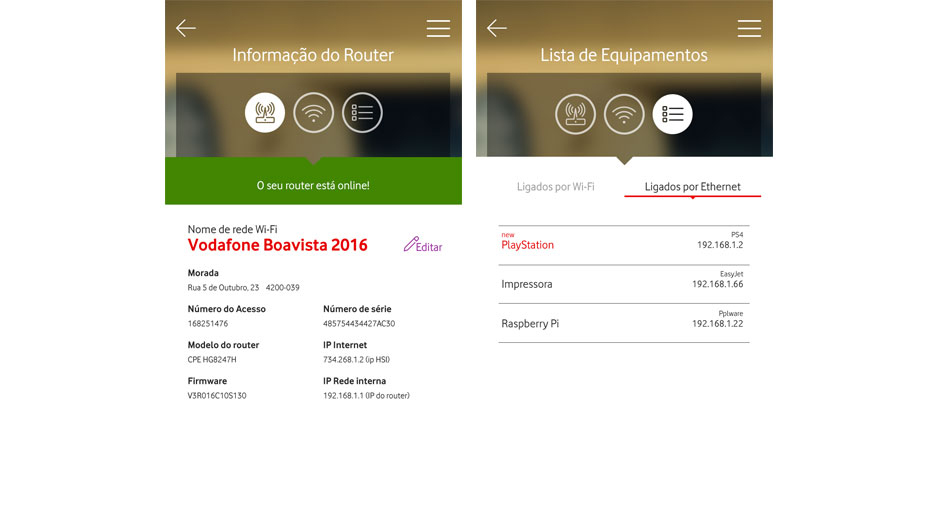 Informação do Router
O seu router está online!
Nome de rede Wi-Fi
Vodafone Boavista 2016
Editar
Morada
Rua 5 de Outubro, 23 4200-039
Número do Acesso
Número de série
168251476
485754434427AC30
Modelo do router
IP Internet
CPE HG8247H
734.268.1.2 (ip HSI)
Firmware
IP Rede interna
V3R016C10S130
192.168.1.1 (IP do router)
Lista de Equipamentos
Ligados por Wi-Fi
Ligados por Ethernet
new
PS4
PlayStation
192.168.1.2
EasyJet
Impressora
192.168.1.66
Pplware
Raspberry Pi
192.168.1.22